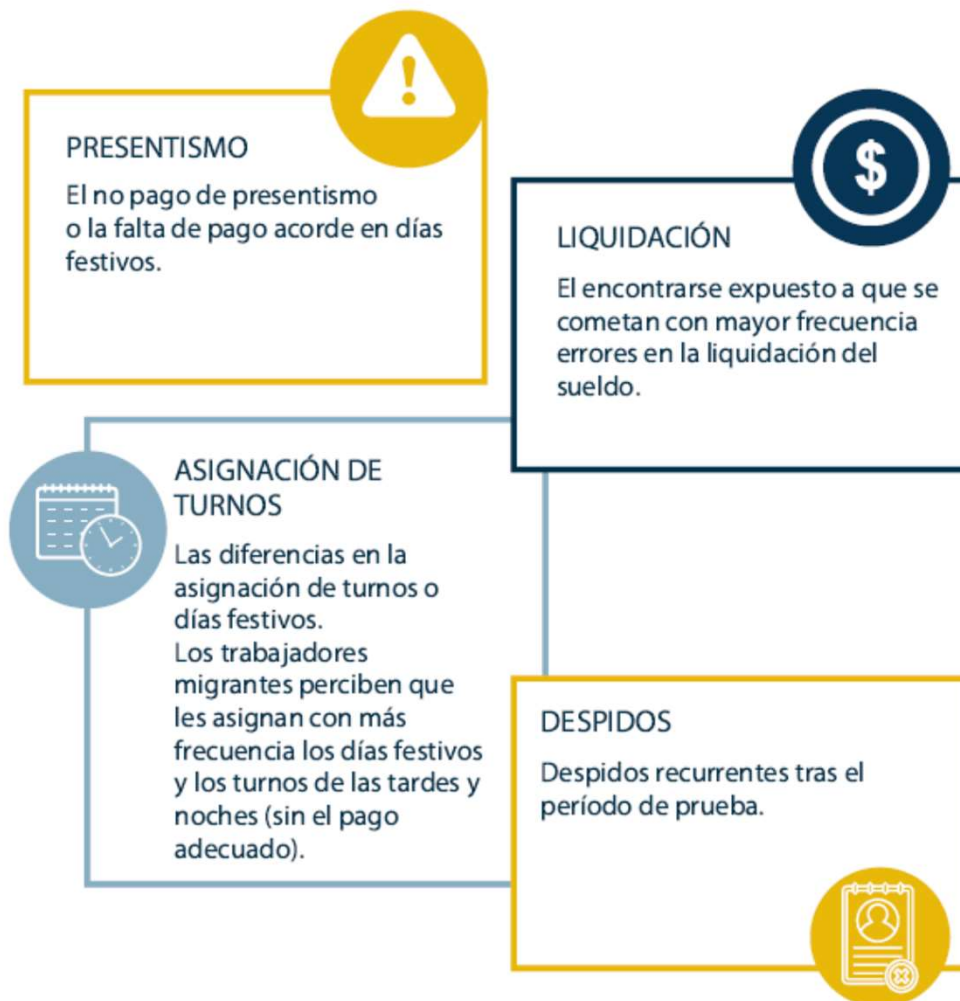 PRESENTISMO
El no pago de presentismo
o la falta de pago acorde en días
festivos.
$
LIQUIDACIÓN
El encontrarse expuesto a que se
cometan con mayor frecuencia
errores en la liquidación del
sueldo.
ASIGNACIÓN DE
TURNOS
Las diferencias en la
asignación de turnos o
días festivos.
Los trabajadores
migrantes perciben que
les asignan con más
frecuencia los días festivos
y los turnos de las tardes y
noches (sin el pago
adecuado).
DESPIDOS
Despidos recurrentes tras el
período de prueba.